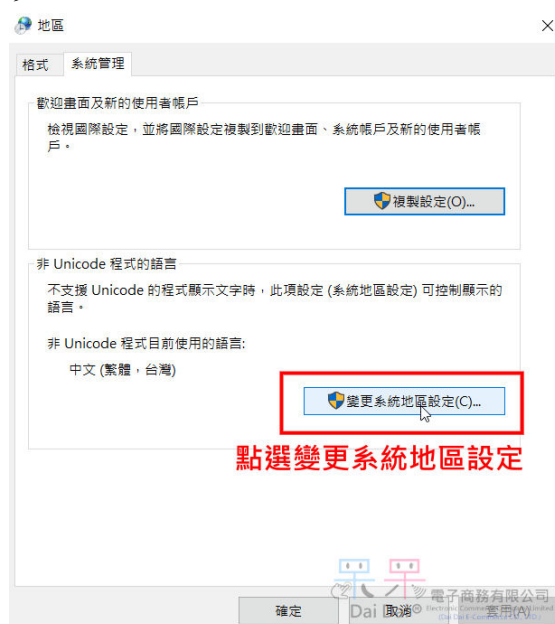 地區
格式 系統管理
歡迎畫面及新的使用者帳戶
檢視國際設定，並將國際設定複製到歡迎畫面、系統帳戶及新的使用者帳
戶。
複製設定(O)...
非 Unicode 程式的語言
不支援 Unicode 的程式顯示文字時，此項設定 (系統地區設定) 可控制顯示的
語言。
非 Unicode 程式目前使用的語言:
中文 (繁體，台灣)
變更系統地區設定(C)...
點選變更系統地區設定
電子商務有限公司
確定 取消 套用(A)
Dai Dai®